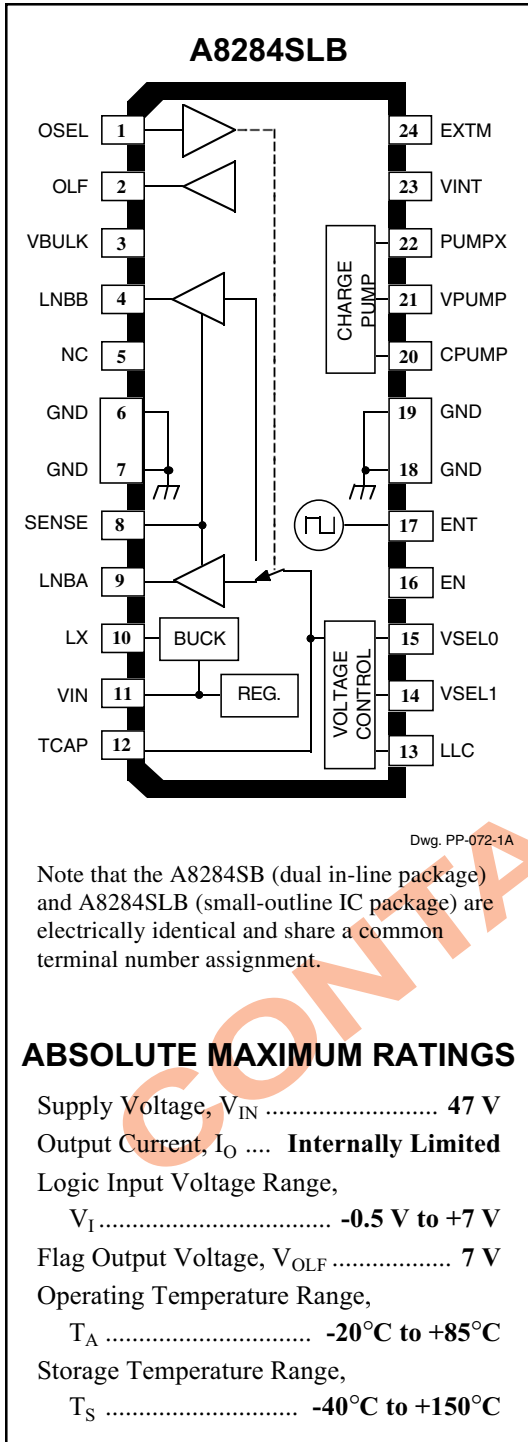 A8284SLB
OSEL 1
OLF 2
VBULK 3
LNBB 4
NC 5
GND 6
GND 7
SENSE 8
LNBA 9
LX 10
VIN 11
TCAP 12
BUCK
REG.
CHARGE PUMP
VOLTAGE CONTROL
24 EXTM
23 VINT
22 PUMPX
21 VPUMP
20 CPUMP
19 GND
18 GND
17 ENT
16 EN
15 VSEL0
14 VSEL1
13 LLC
Dwg. PP-072-1A
Note that the A8284SB (dual in-line package)
and A8284SLB (small-outline IC package) are
electrically identical and share a common
terminal number assignment.
CONTA
ABSOLUTE MAXIMUM RATINGS
Supply Voltage, VIN .......................... 47 V
Output Current, IO .... Internally Limited
Logic Input Voltage Range,
VI ................................... -0.5 V to +7 V
Flag Output Voltage, VOLF .................. 7 V
Operating Temperature Range,
TA ............................... -20°C to +85°C
Storage Temperature Range,
TS ............................ -40°C to +150°C